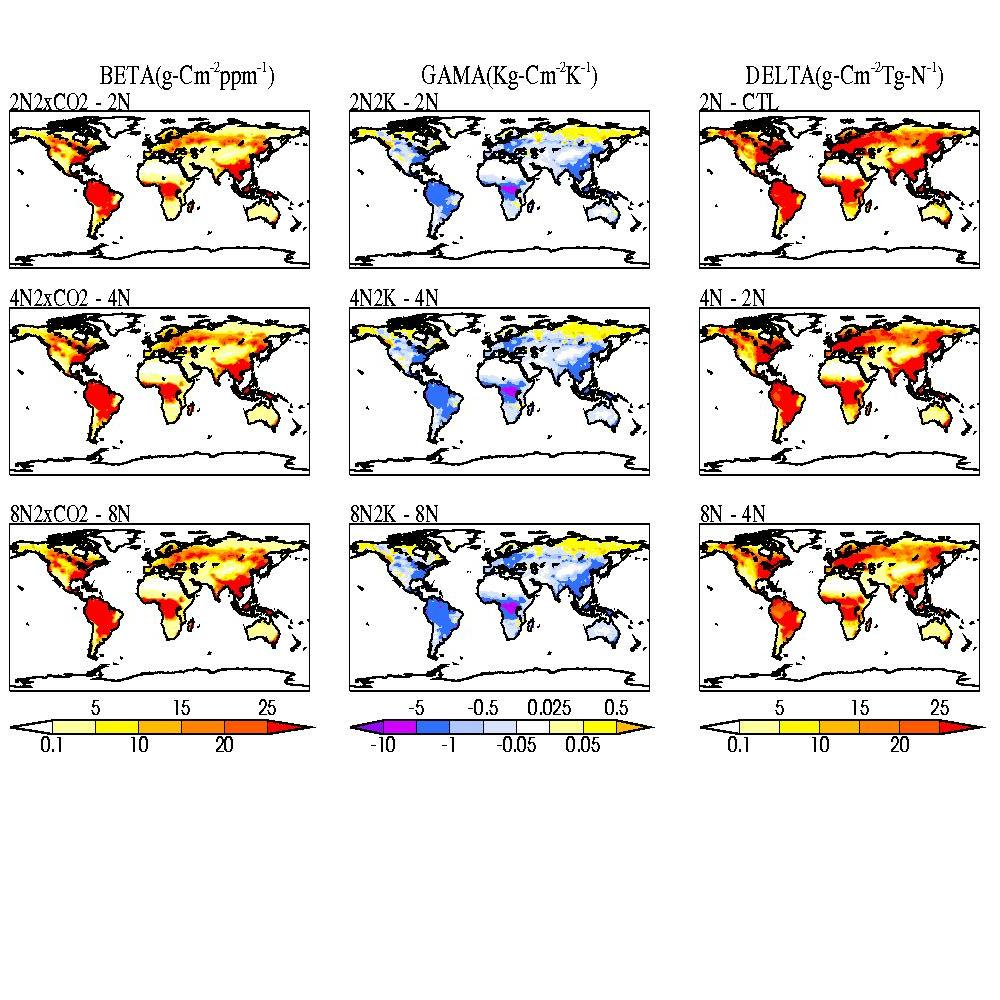 BETA(g-Cm⁻²ppm⁻¹) GAMA(Kg-Cm⁻²K⁻¹) DELTA(g-Cm⁻²Tg-N⁻¹)
2N2xCO2 - 2N 2N2K - 2N 2N - CTL
4N2xCO2 - 4N 4N2K - 4N 4N - 2N
8N2xCO2 - 8N 8N2K - 8N 8N - 4N
5 15 25 -5 -0.5 0.025 0.5 5 15 25
0.1 10 20 -10 -1 -0.05 0.05 0.1 10 20